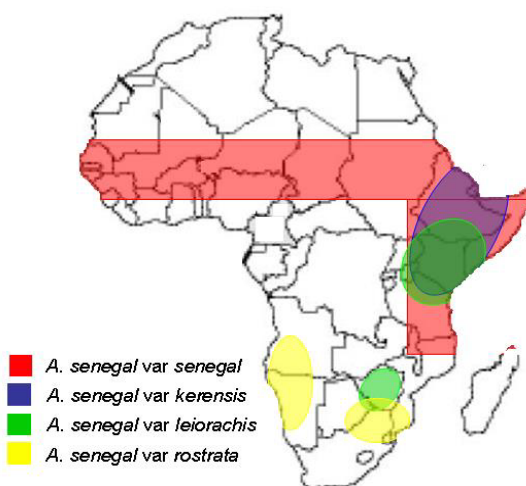 A. senegal var senegal
A. senegal var kerensis
A. senegal var leiorachis
A. senegal var rostrata